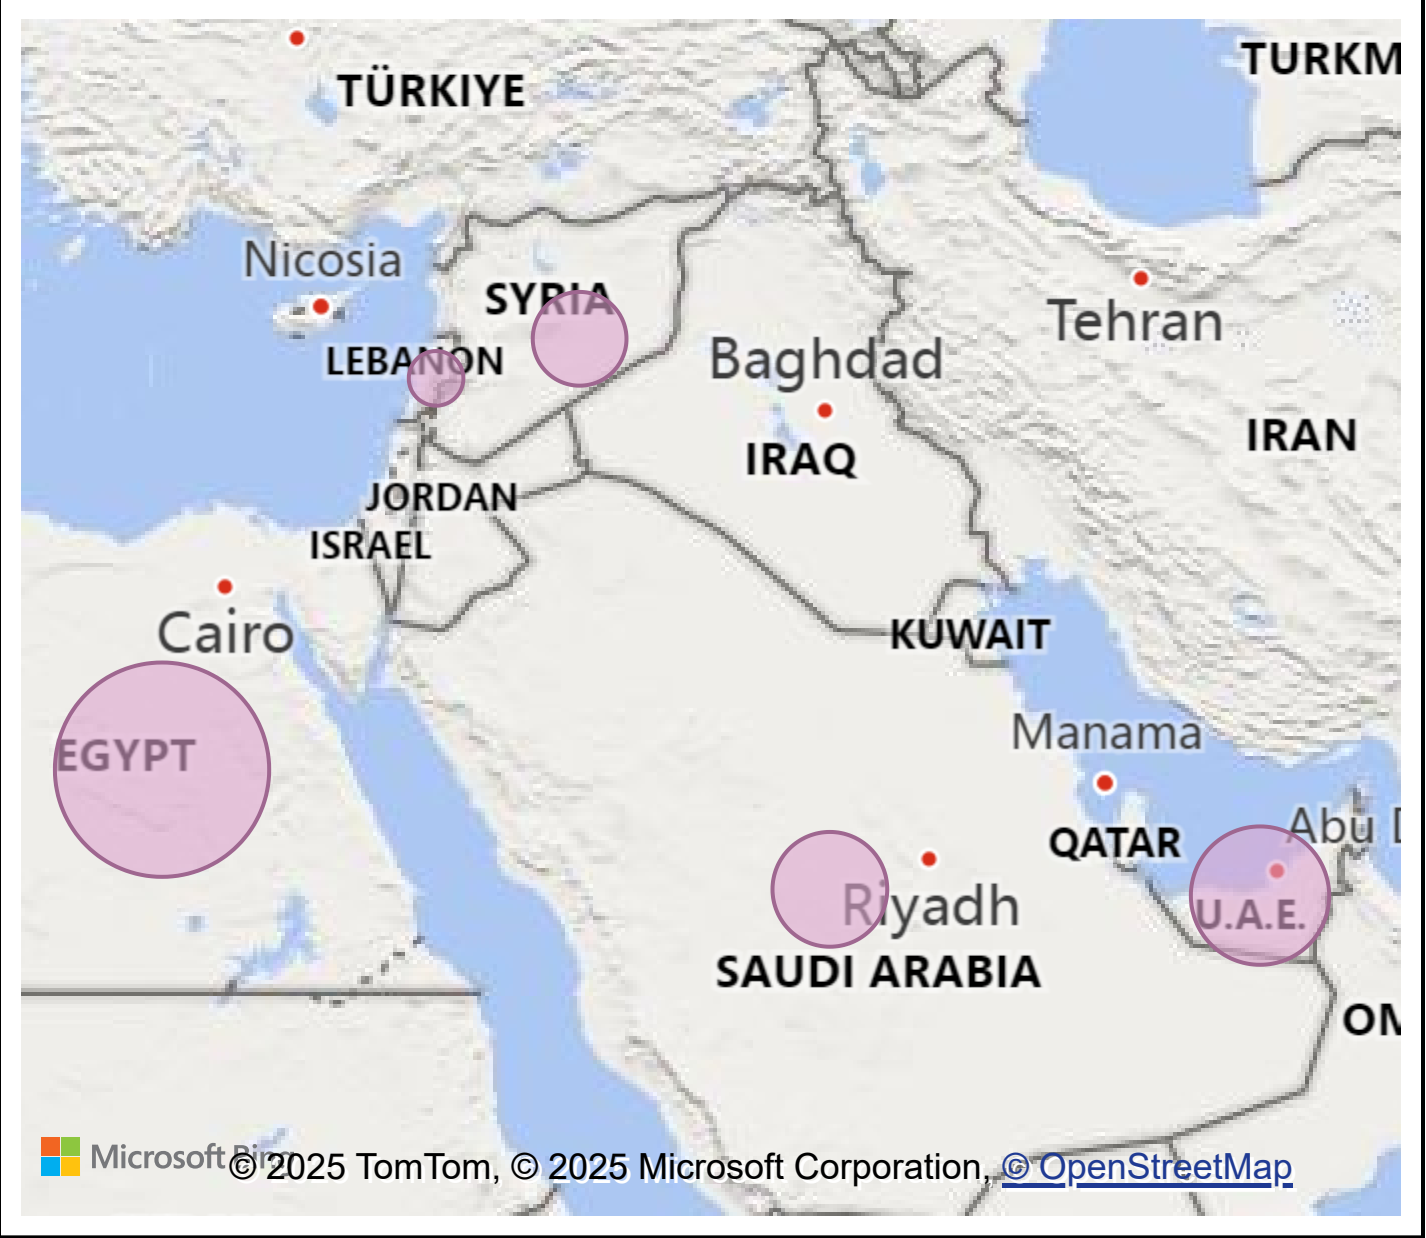 TURKM
TÜRKIYE
Nicosia
SYRIA
Tehran
LEBANON
Baghdad
IRAN
IRAQ
JORDAN
ISRAEL
Cairo
KUWAIT
Manama
EGYPT
Abu D
QATAR
Riyadh
U.A.E.
SAUDI ARABIA
OM
Microsoft Bing
© 2025 TomTom, © 2025 Microsoft Corporation, © OpenStreetMap